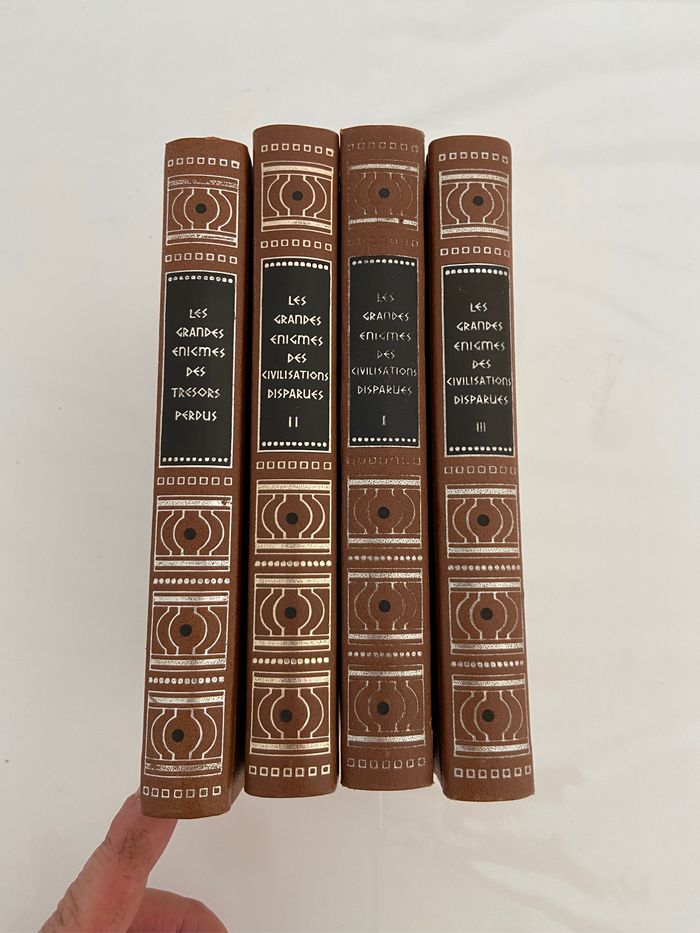 LES
GRANDES
ENIGMES
DES
TRESORS
PERDUS
LES
GRANDES
ENIGMES
DES
CIVILISATIONS
DISPARUES
II
LES
GRANDES
ENIGMES
DES
CIVILISATIONS
DISPARUES
I
LES
GRANDES
ENIGMES
DES
CIVILISATIONS
DISPARUES
III